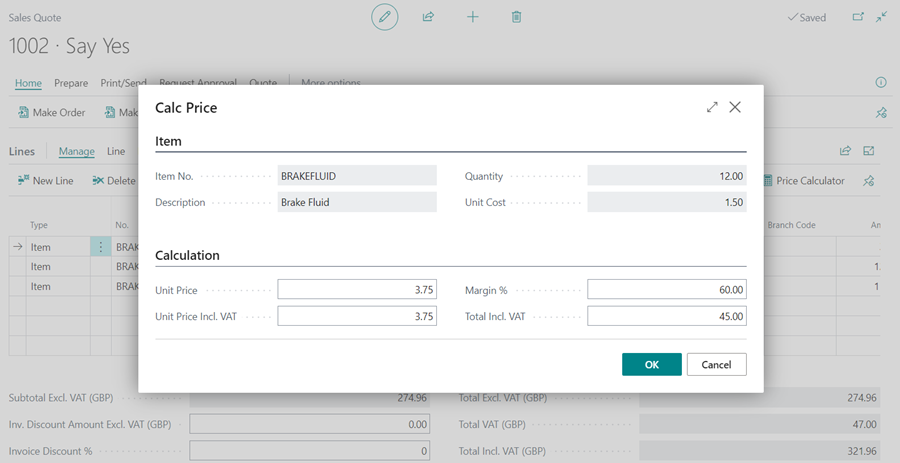 Sales Quote
Saved
1002 · Say Yes
Home Prepare Print/Send Request Approval Quote More options
Make Order Mak
Calc Price
Item
Lines Manage Line
Item No. BRAKEFLUID Quantity 12.00
New Line Delete Price Calculator
Description Brake Fluid Unit Cost 1.50
Type No. Branch Code Am
Item BRAK
Calculation
Item BRAK 1
Item BRAK 1
Unit Price 3.75 Margin % 60.00
Unit Price Incl. VAT 3.75 Total Incl. VAT 45.00
OK Cancel
Subtotal Excl. VAT (GBP) 274.96 Total Excl. VAT (GBP) 274.96
Inv. Discount Amount Excl. VAT (GBP) 0.00 Total VAT (GBP) 47.00
Invoice Discount % 0 Total Incl. VAT (GBP) 321.96